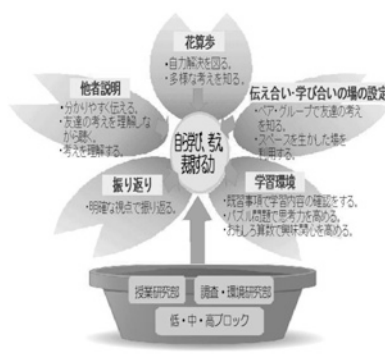 花算歩
・自力解決を図る。
・多様な考えを知る。
他者説明
・分かりやすく伝える。
・友達の考えを理解しな
がら聴く。
・考えを理解する。
伝え合い・学び合いの場の設定
・ペア・グループで友達の考え
を知る。
・スペースを生かした場を
利用する。
自ら学び、考え、
表現する力
振り返り
・明確な視点で振り返る。
学習環境
・既習事項で学習内容の確認をする。
・パズル問題で思考力を高める。
・おもしろ算数で興味関心を高める。
授業研究部
調査・環境研究部
低・中・高ブロック